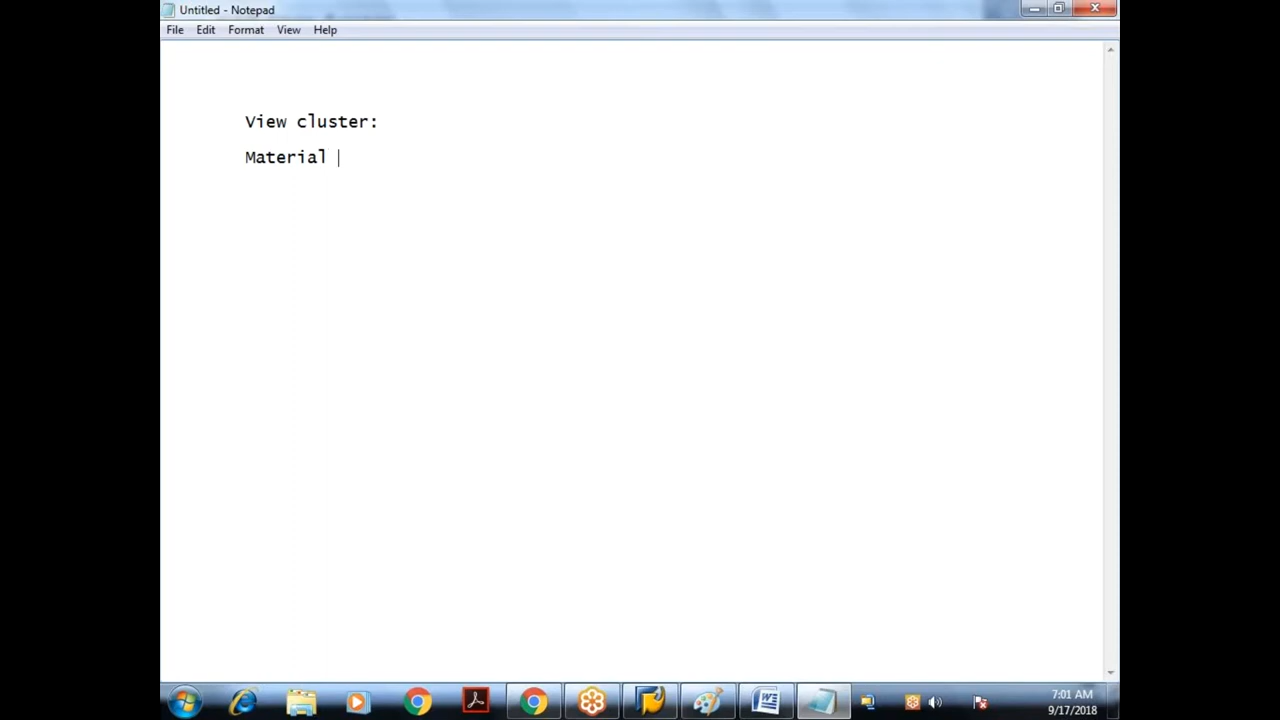 Untitled - Notepad
File Edit Format View Help
View cluster:
Material
7:01 AM
9/17/2018